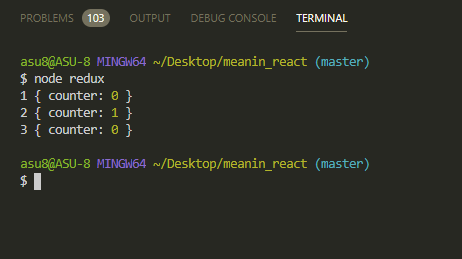 PROBLEMS 103 OUTPUT DEBUG CONSOLE TERMINAL
asu8@ASU-8 MINGW64 ~/Desktop/meanin_react (master)
$ node redux
1 { counter: 0 }
2 { counter: 1 }
3 { counter: 0 }
asu8@ASU-8 MINGW64 ~/Desktop/meanin_react (master)
$